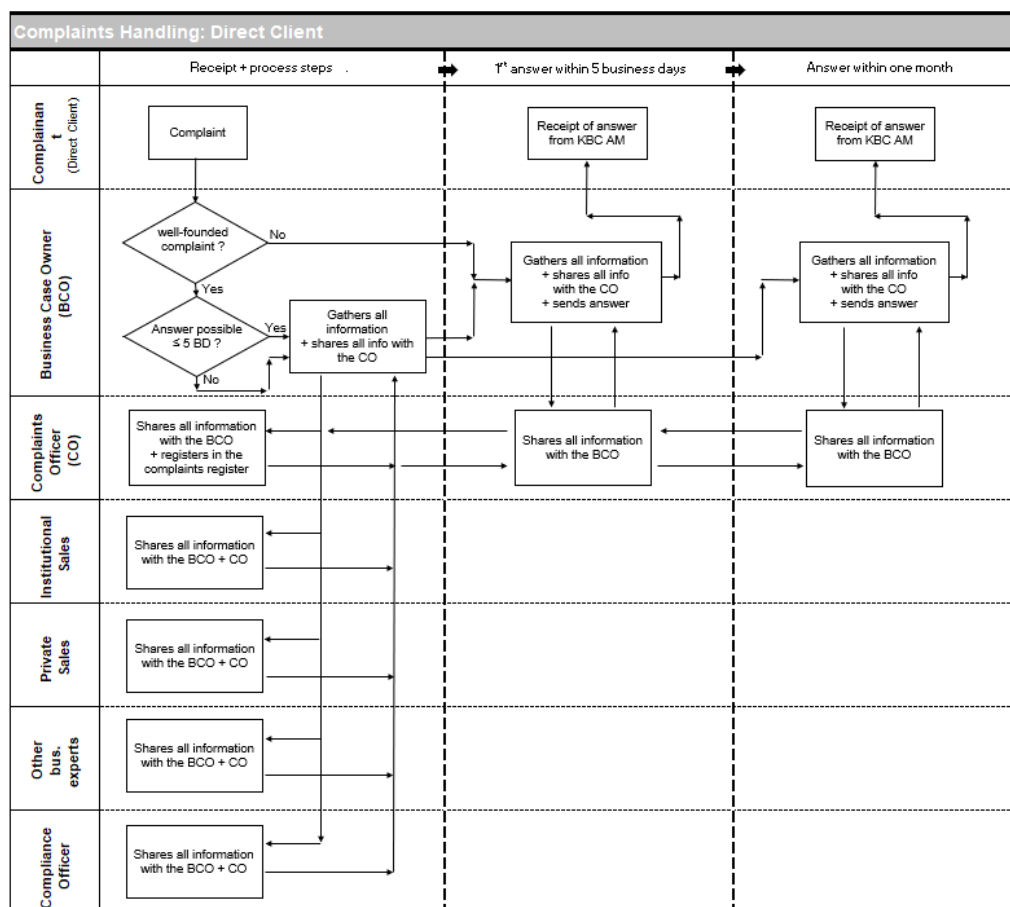 Complaints Handling: Direct Client
Receipt + process steps .
1st answer within 5 business days
Answer within one month
Complainan
t
(Direct Client)
Complaint
Receipt of answer
from KBC AM
Receipt of answer
from KBC AM
Business Case Owner
(BCO)
well-founded
complaint ?
No
Yes
Answer possible
≤ 5 BD ?
Yes
No
Gathers all
information
+ shares all info with
the CO
Gathers all information
+ shares all info
with the CO
+ sends answer
Gathers all information
+ shares all info
with the CO
+ sends answer
Complaints
Officer
(CO)
Shares all information
with the BCO
+ registers in the
complaints register
Shares all information
with the BCO
Shares all information
with the BCO
Institutional
Sales
Shares all information
with the BCO + CO
Private
Sales
Shares all information
with the BCO + CO
Other
bus.
experts
Shares all information
with the BCO + CO
Compliance
Officer
Shares all information
with the BCO + CO